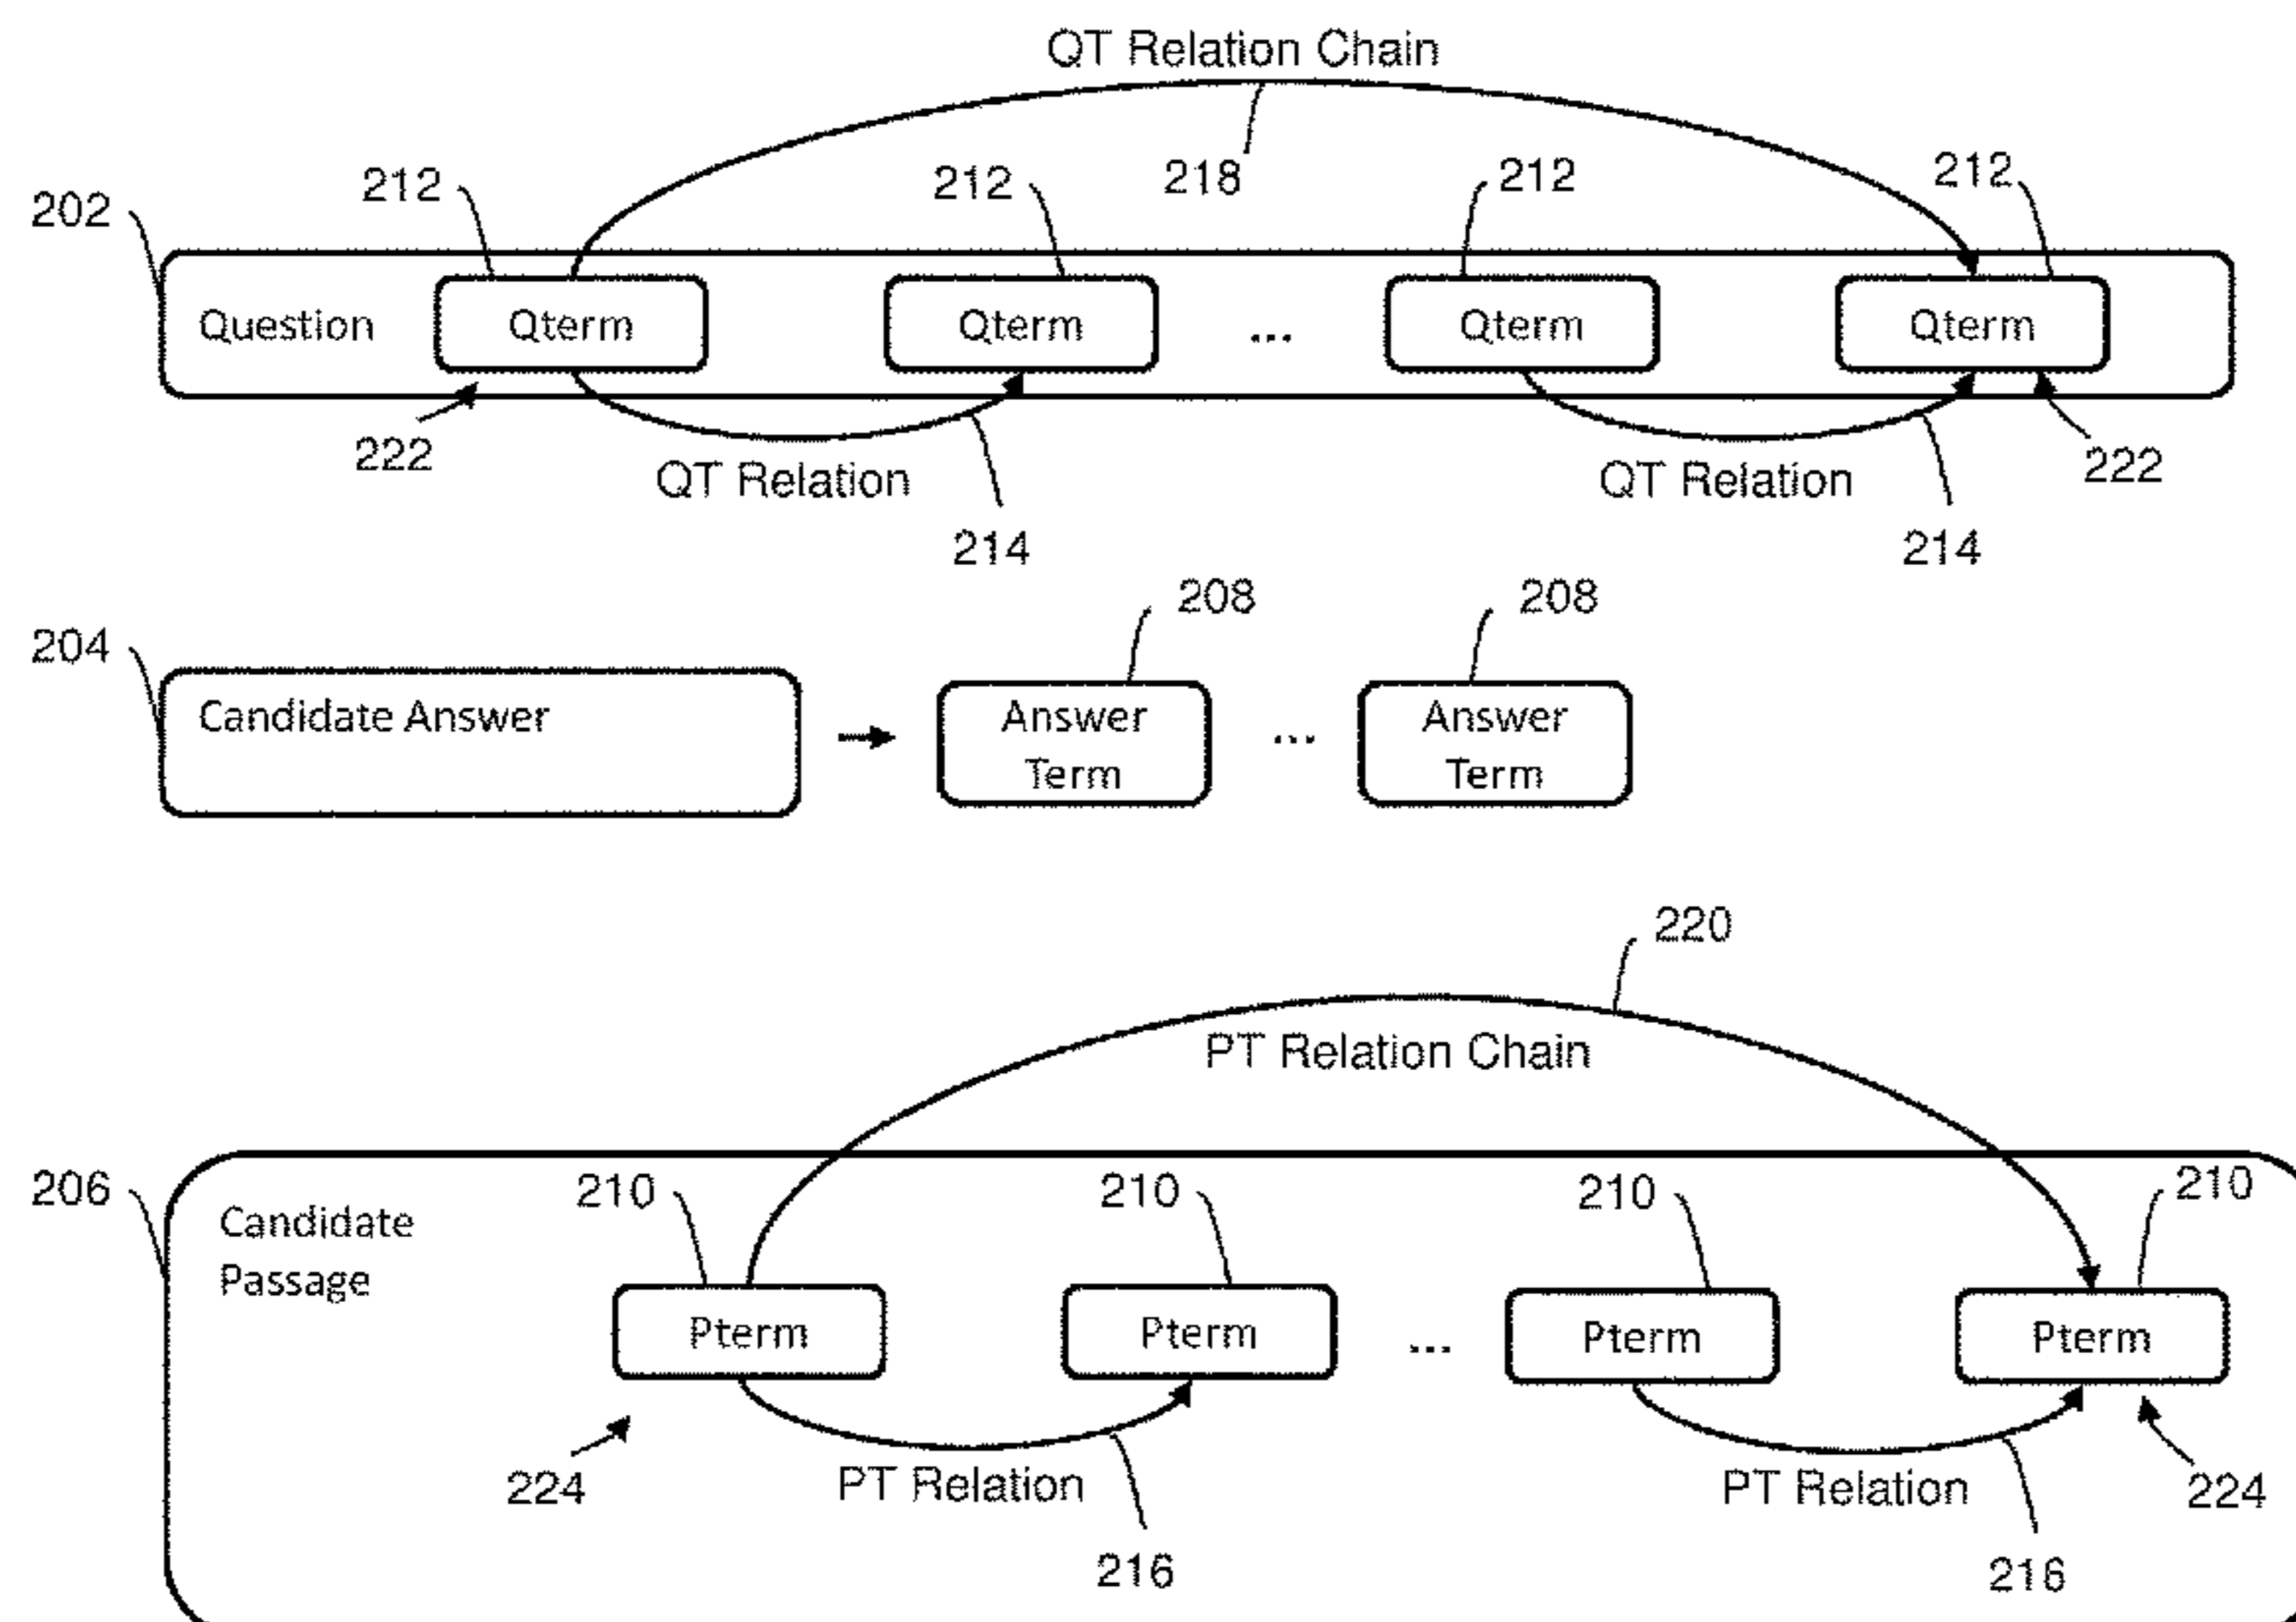 QT Relation Chain
218
202
212
212
212
212
Question
Qterm
Qterm
...
Qterm
Qterm
222
QT Relation
214
QT Relation
214
222
204
208
208
Candidate Answer
Answer
Term
...
Answer
Term
220
PT Relation Chain
206
210
210
210
210
Candidate
Passage
Pterm
Pterm
...
Pterm
Pterm
224
PT Relation
216
PT Relation
216
224